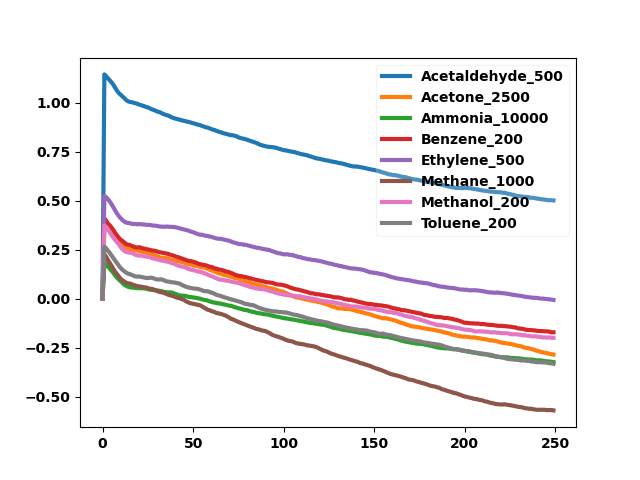 Acetaldehyde_500
Acetone_2500
Ammonia_10000
Benzene_200
Ethylene_500
Methane_1000
Methanol_200
Toluene_200
1.00
0.75
0.50
0.25
0.00
−0.25
−0.50
0 50 100 150 200 250